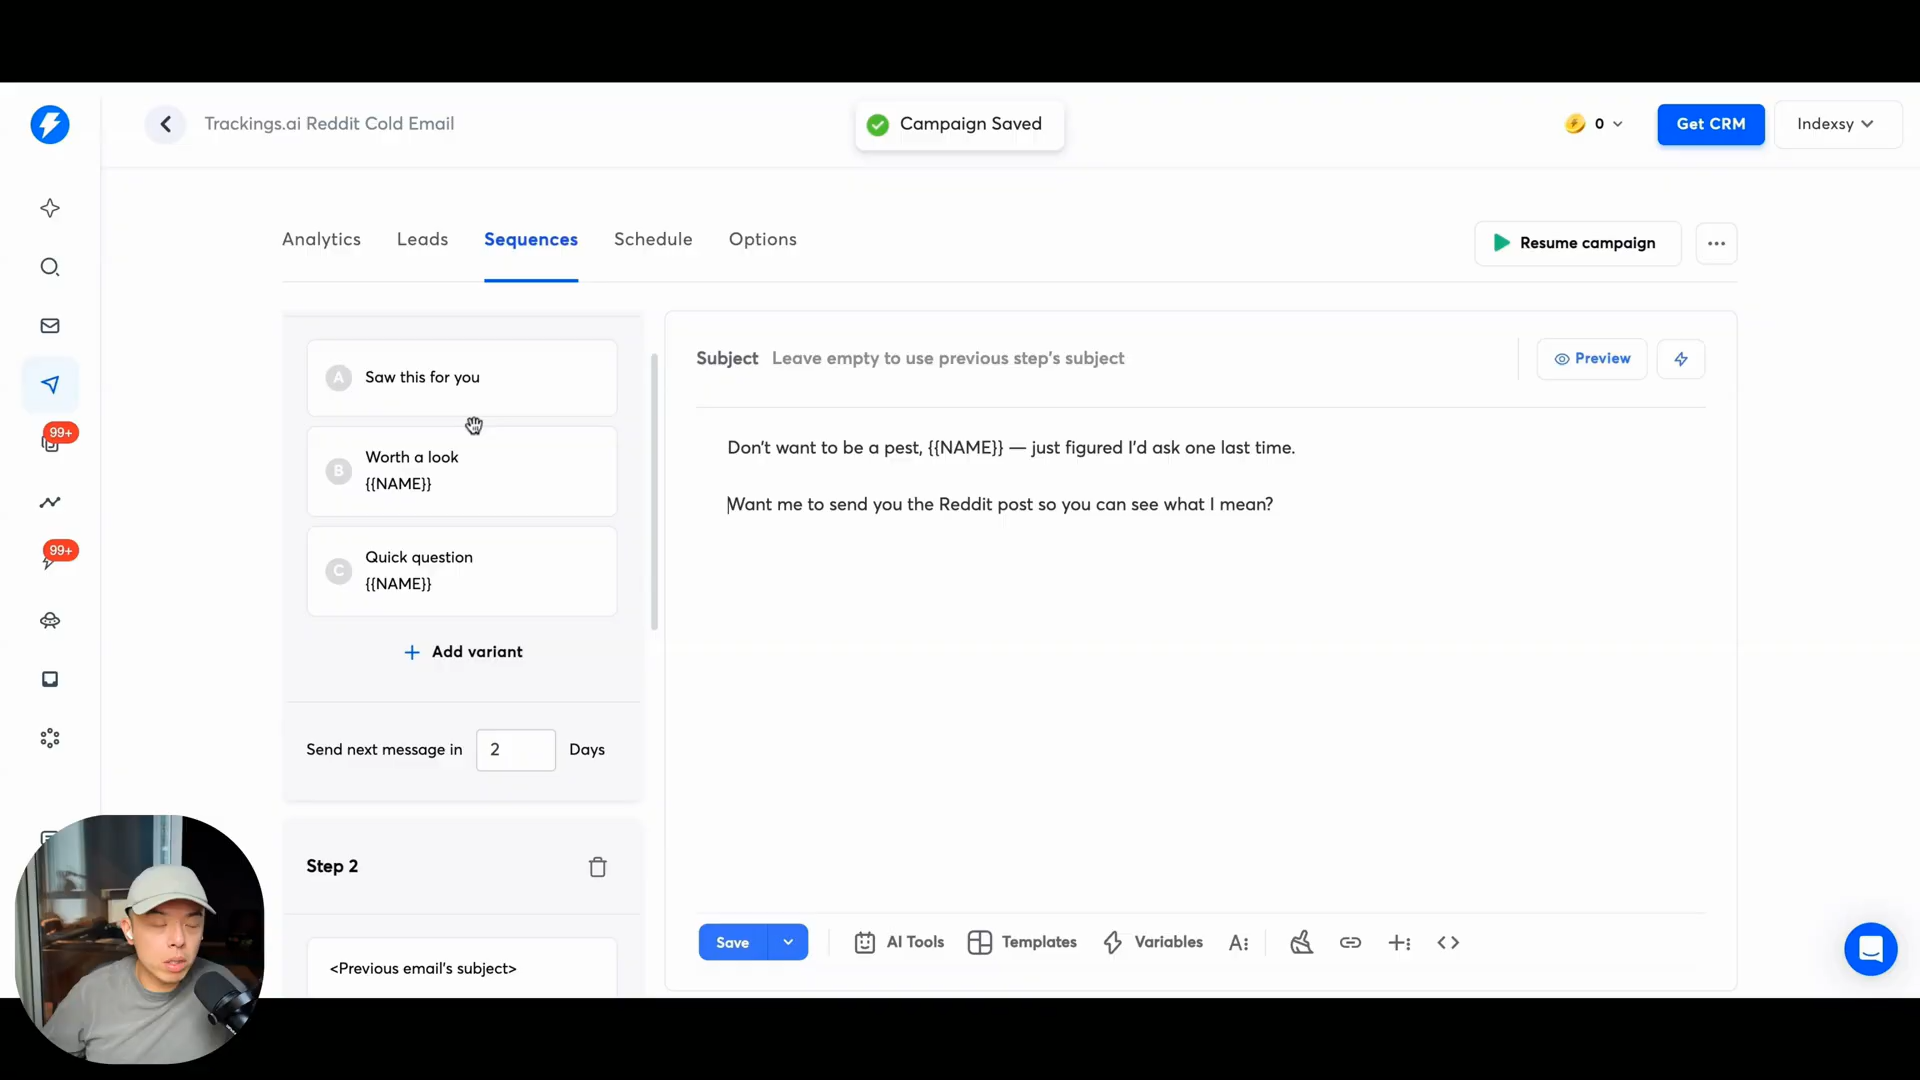 Trackings.ai Reddit Cold Email
Campaign Saved
0
Get CRM
Indexsy
Analytics
Leads
Sequences
Schedule
Options
Resume campaign
A
Saw this for you
B
Worth a look
{{NAME}}
C
Quick question
{{NAME}}
Add variant
Send next message in 2 Days
Step 2
<Previous email's subject>
Subject Leave empty to use previous step's subject
Preview
Don't want to be a pest, {{NAME}} — just figured I'd ask one last time.
Want me to send you the Reddit post so you can see what I mean?
Save
AI Tools
Templates
Variables
A
99+
99+